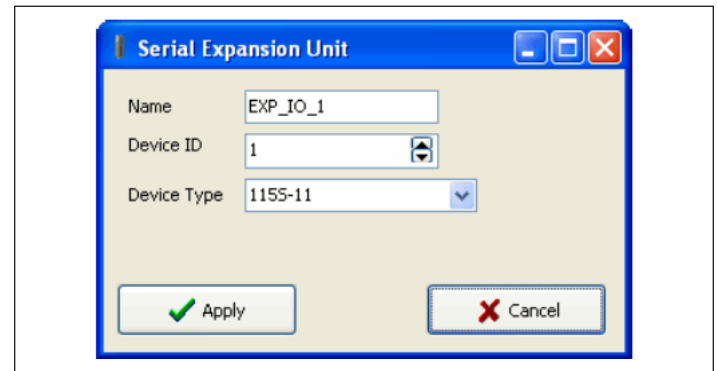 Serial Expansion Unit
Name EXP_IO_1
Device ID 1
Device Type 115S-11
Apply Cancel